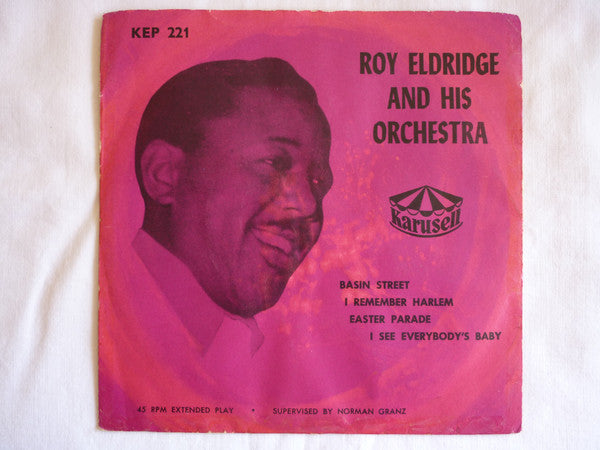 KEP 221
ROY ELDRIDGE
AND HIS
ORCHESTRA
Karusell
BASIN STREET
I REMEMBER HARLEM
EASTER PARADE
I SEE EVERYBODY'S BABY
45 RPM EXTENDED PLAY • SUPERVISED BY NORMAN GRANZ